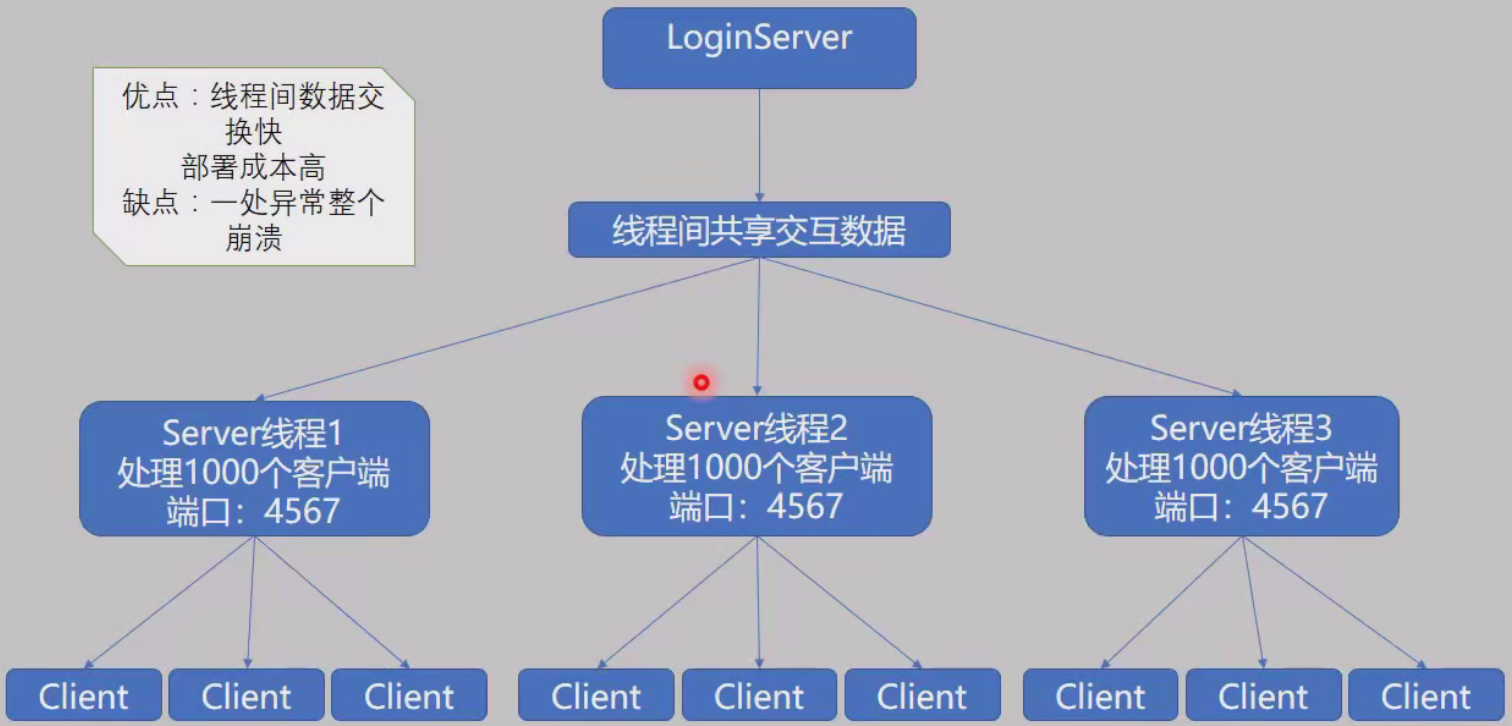 LoginServer
优点：线程间数据交
换快
部署成本高
缺点：一处异常整个
崩溃
线程间共享交互数据
Server线程1
处理1000个客户端
端口：4567
Server线程2
处理1000个客户端
端口：4567
Server线程3
处理1000个客户端
端口：4567
Client
Client
Client
Client
Client
Client
Client
Client
Client